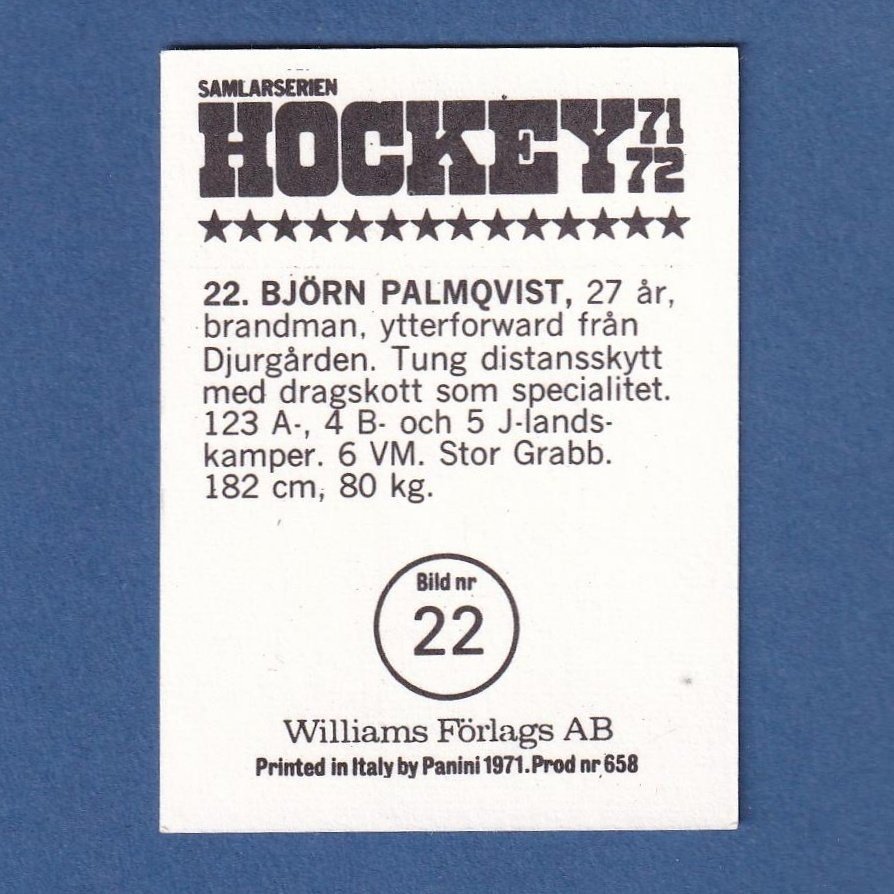 SAMLARSERIEN
HOCKEY 71 72
★★★★★★★★★★★★★★
22. BJÖRN PALMQVIST, 27 år,
brandman, ytterforward från
Djurgården. Tung distansskytt
med dragskott som specialitet.
123 A-, 4 B- och 5 J-lands-
kamper. 6 VM. Stor Grabb.
182 cm, 80 kg.
Bild nr
22
Williams Förlags AB
Printed in Italy by Panini 1971. Prod nr 658